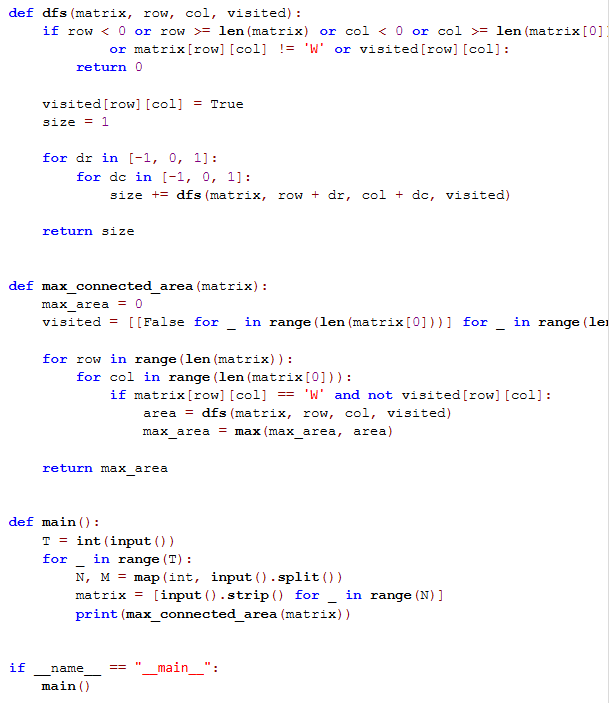 def dfs(matrix, row, col, visited):
    if row < 0 or row >= len(matrix) or col < 0 or col >= len(matrix[0]
            or matrix[row][col] != 'W' or visited[row][col]:
        return 0

    visited[row][col] = True
    size = 1

    for dr in [-1, 0, 1]:
        for dc in [-1, 0, 1]:
            size += dfs(matrix, row + dr, col + dc, visited)

    return size


def max_connected_area(matrix):
    max_area = 0
    visited = [[False for _ in range(len(matrix[0]))] for _ in range(le

    for row in range(len(matrix)):
        for col in range(len(matrix[0])):
            if matrix[row][col] == 'W' and not visited[row][col]:
                area = dfs(matrix, row, col, visited)
                max_area = max(max_area, area)

    return max_area


def main():
    T = int(input())
    for _ in range(T):
        N, M = map(int, input().split())
        matrix = [input().strip() for _ in range(N)]
        print(max_connected_area(matrix))


if __name__ == "__main__":
    main()